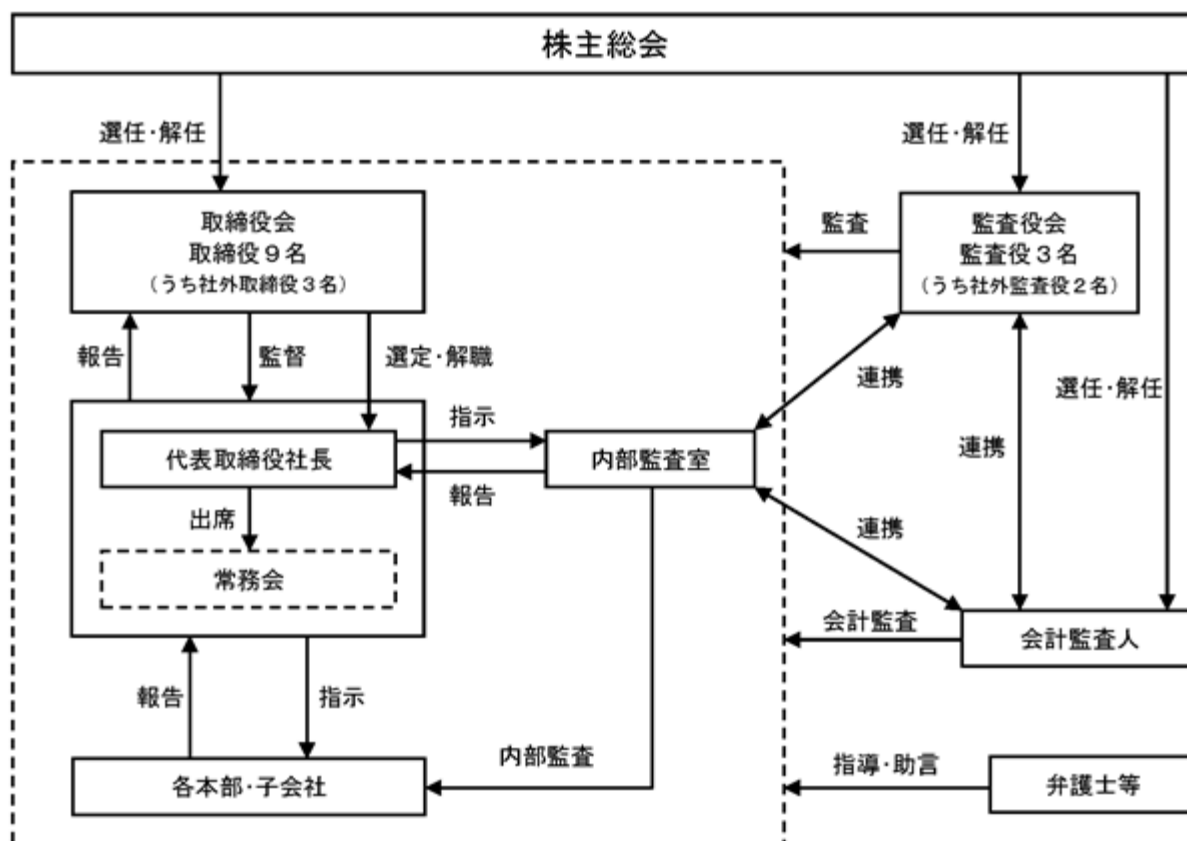 株主総会
選任・解任
選任・解任
取締役会
取締役９名
（うち社外取締役３名）
監査
監査役会
監査役３名
（うち社外監査役２名）
報告
監督
選定・解職
連携
選任・解任
指示
代表取締役社長
内部監査室
連携
報告
出席
連携
常務会
会計監査
会計監査人
報告
指示
内部監査
指導・助言
各本部・子会社
弁護士等